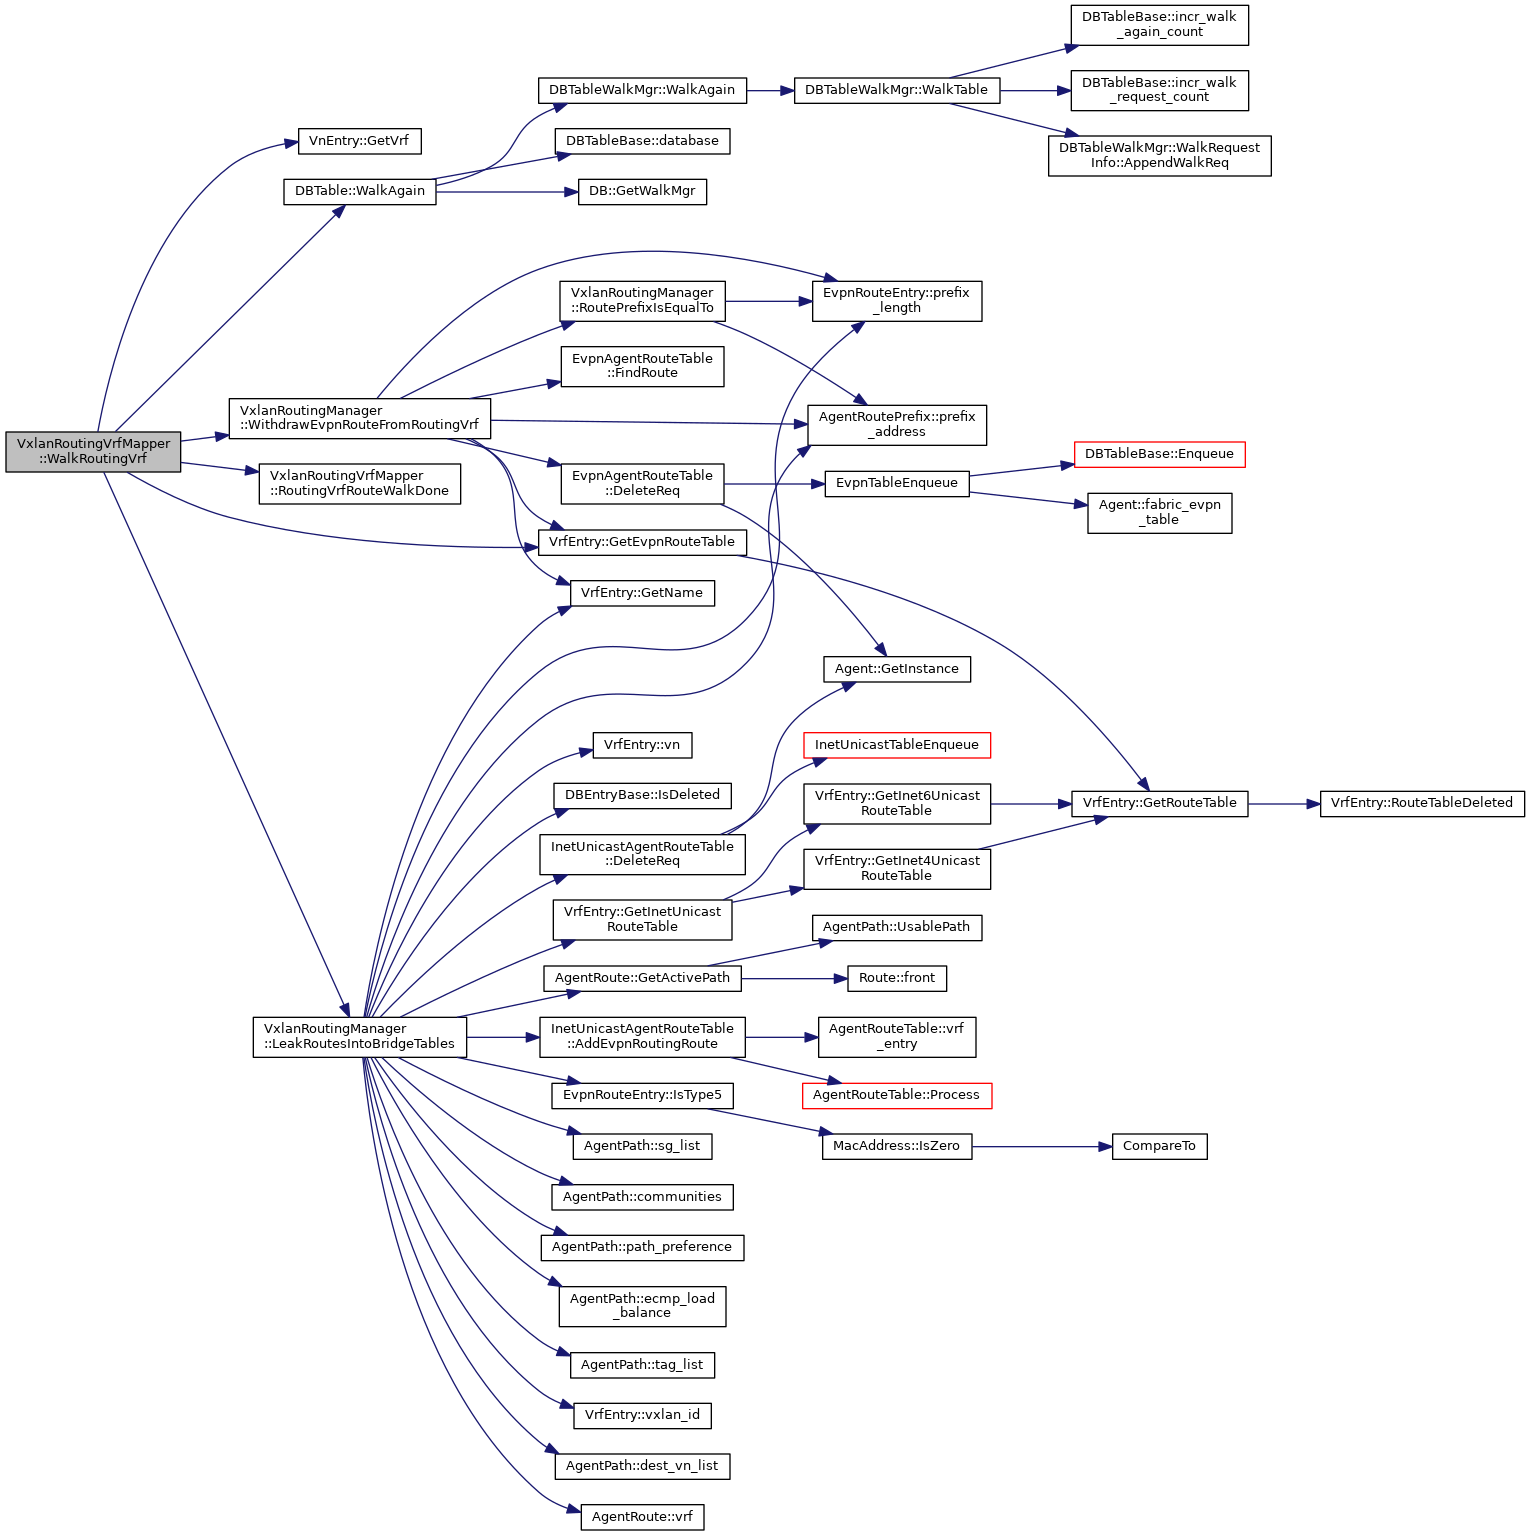 VxlanRoutingVrfMapper
::WalkRoutingVrf
VnEntry::GetVrf
DBTable::WalkAgain
VxlanRoutingManager
::WithdrawEvpnRouteFromRoutingVrf
VxlanRoutingVrfMapper
::RoutingVrfRouteWalkDone
VxlanRoutingManager
::LeakRoutesIntoBridgeTables
DBTableWalkMgr::WalkAgain
DBTableBase::database
DB::GetWalkMgr
VxlanRoutingManager
::RoutePrefixIsEqualTo
EvpnAgentRouteTable
::FindRoute
EvpnAgentRouteTable
::DeleteReq
VrfEntry::GetEvpnRouteTable
VrfEntry::GetName
VrfEntry::vn
DBEntryBase::IsDeleted
InetUnicastAgentRouteTable
::DeleteReq
VrfEntry::GetInetUnicast
RouteTable
AgentRoute::GetActivePath
InetUnicastAgentRouteTable
::AddEvpnRoutingRoute
EvpnRouteEntry::IsType5
AgentPath::sg_list
AgentPath::communities
AgentPath::path_preference
AgentPath::ecmp_load
_balance
AgentPath::tag_list
VrfEntry::vxlan_id
AgentPath::dest_vn_list
AgentRoute::vrf
DBTableWalkMgr::WalkTable
EvpnRouteEntry::prefix
_length
AgentRoutePrefix::prefix
_address
EvpnTableEnqueue
Agent::GetInstance
InetUnicastTableEnqueue
VrfEntry::GetInet6Unicast
RouteTable
VrfEntry::GetInet4Unicast
RouteTable
AgentPath::UsablePath
Route::front
AgentRouteTable::vrf
_entry
AgentRouteTable::Process
MacAddress::IsZero
DBTableBase::incr_walk
_again_count
DBTableBase::incr_walk
_request_count
DBTableWalkMgr::WalkRequest
Info::AppendWalkReq
DBTableBase::Enqueue
Agent::fabric_evpn
_table
VrfEntry::GetRouteTable
CompareTo
VrfEntry::RouteTableDeleted